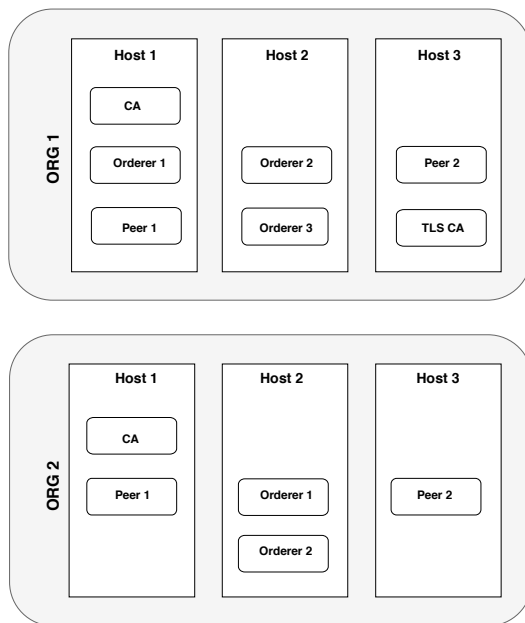 ORG 1
Host 1
CA
Orderer 1
Peer 1
Host 2
Orderer 2
Orderer 3
Host 3
Peer 2
TLS CA
ORG 2
Host 1
CA
Peer 1
Host 2
Orderer 1
Orderer 2
Host 3
Peer 2